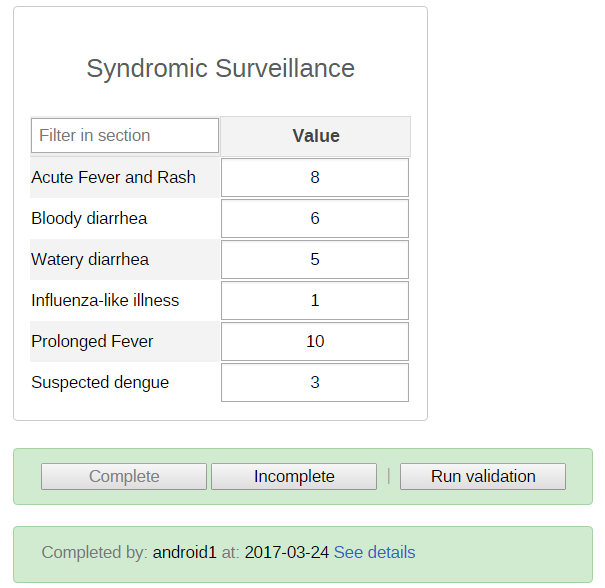 Syndromic Surveillance
Filter in section Value
Acute Fever and Rash 8
Bloody diarrhea 6
Watery diarrhea 5
Influenza-like illness 1
Prolonged Fever 10
Suspected dengue 3
Complete Incomplete | Run validation
Completed by: android1 at: 2017-03-24 See details